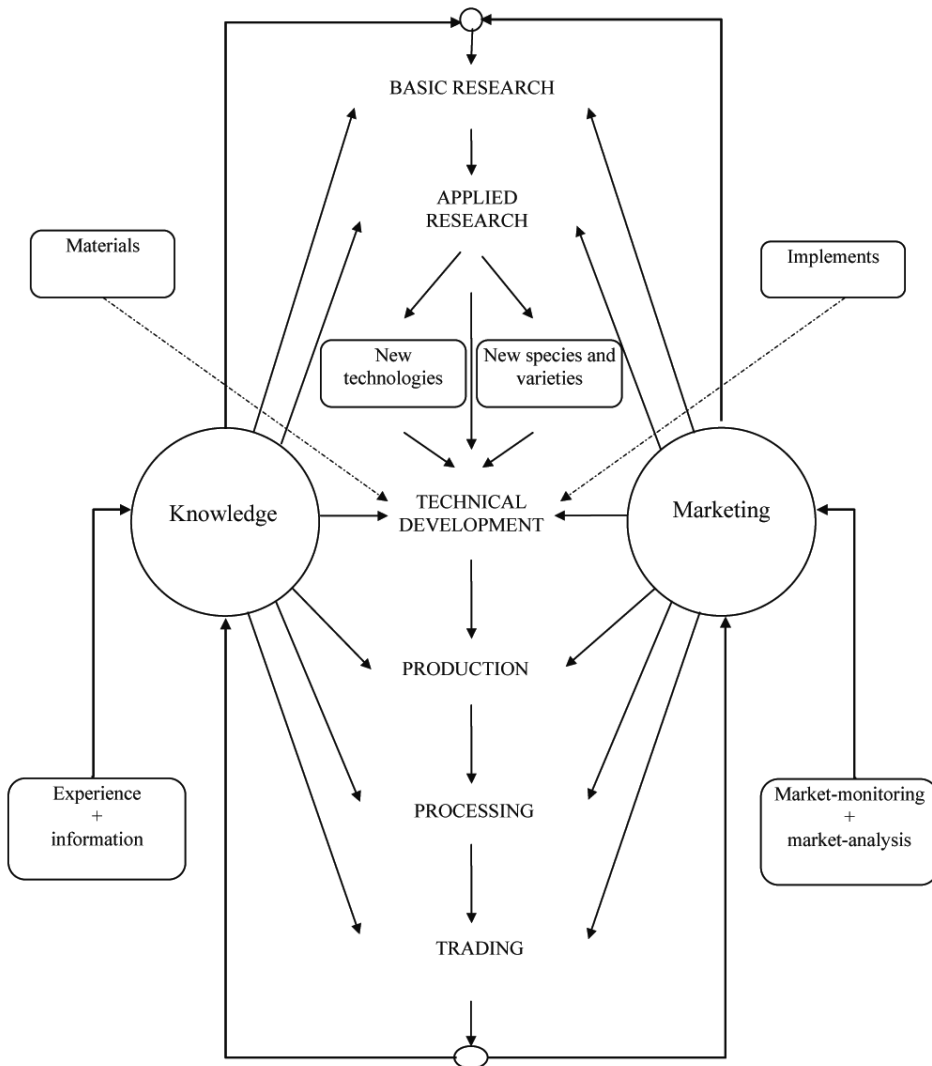 BASIC RESEARCH
APPLIED
RESEARCH
Materials
Implements
New
technologies
New species and
varieties
Knowledge
TECHNICAL
DEVELOPMENT
Marketing
PRODUCTION
Experience
+
information
PROCESSING
Market-monitoring
+
market-analysis
TRADING